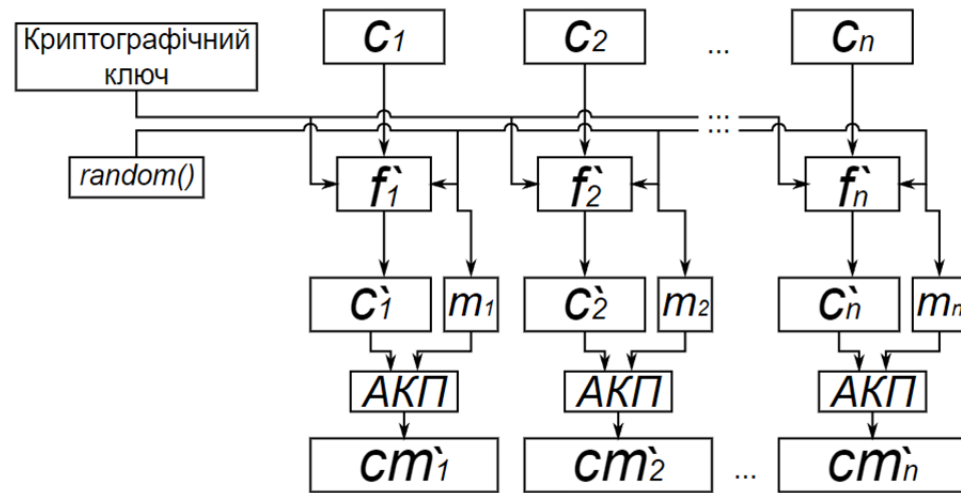 Криптографічний
ключ
c1
c2
...
cn
:::
:::
random()
f`1
f`2
f`n
c`1
m1
c`2
m2
c`n
mn
АКП
АКП
АКП
cm`1
cm`2
...
cm`n